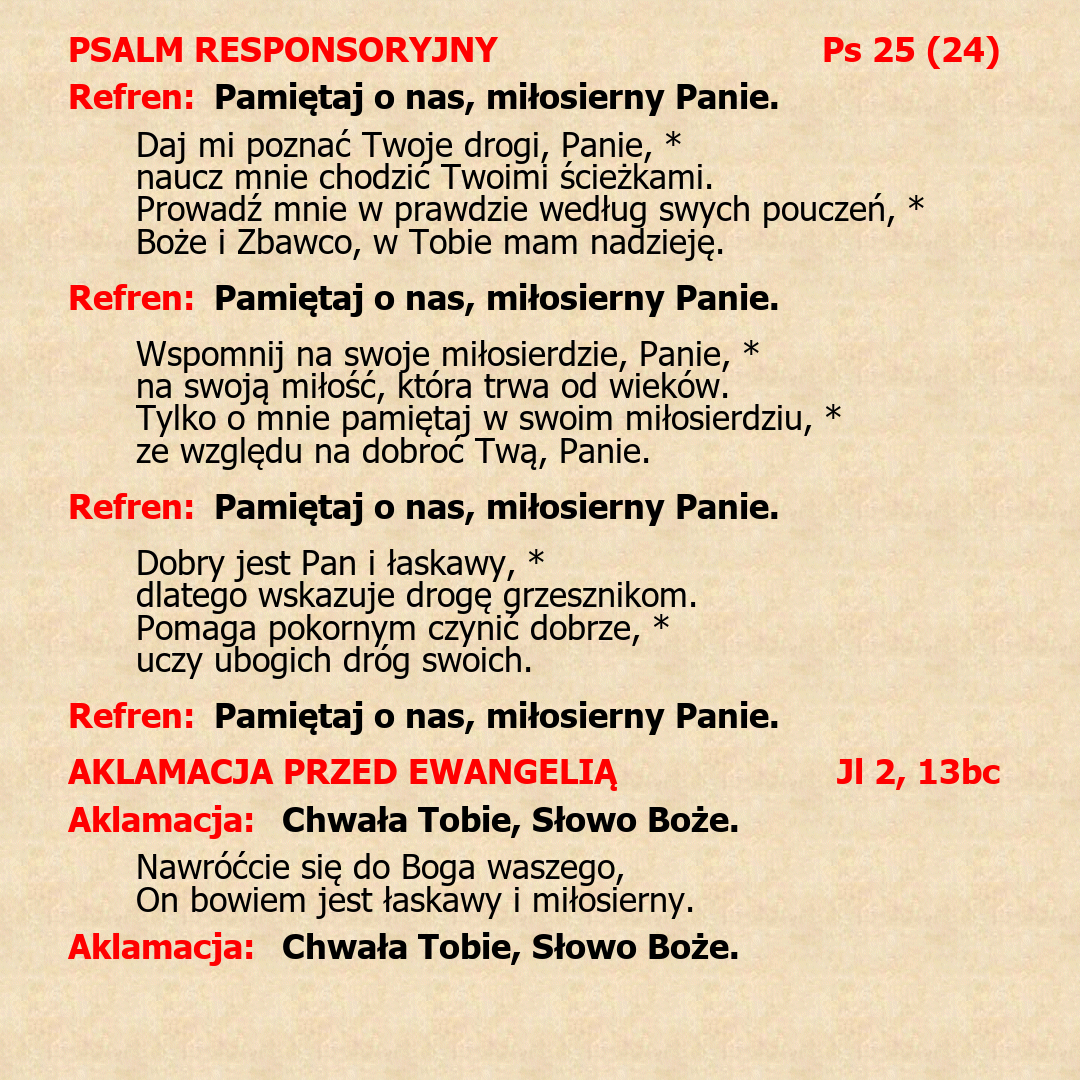 PSALM RESPONSORYJNY Ps 25 (24)
Refren: Pamiętaj o nas, miłosierny Panie.
Daj mi poznać Twoje drogi, Panie, *
naucz mnie chodzić Twoimi ścieżkami.
Prowadź mnie w prawdzie według swych pouczeń, *
Boże i Zbawco, w Tobie mam nadzieję.
Refren: Pamiętaj o nas, miłosierny Panie.
Wspomnij na swoje miłosierdzie, Panie, *
na swoją miłość, która trwa od wieków.
Tylko o mnie pamiętaj w swoim miłosierdziu, *
ze względu na dobroć Twą, Panie.
Refren: Pamiętaj o nas, miłosierny Panie.
Dobry jest Pan i łaskawy, *
dlatego wskazuje drogę grzesznikom.
Pomaga pokornym czynić dobrze, *
uczy ubogich dróg swoich.
Refren: Pamiętaj o nas, miłosierny Panie.
AKLAMACJA PRZED EWANGELIĄ Jl 2, 13bc
Aklamacja: Chwała Tobie, Słowo Boże.
Nawróćcie się do Boga waszego,
On bowiem jest łaskawy i miłosierny.
Aklamacja: Chwała Tobie, Słowo Boże.